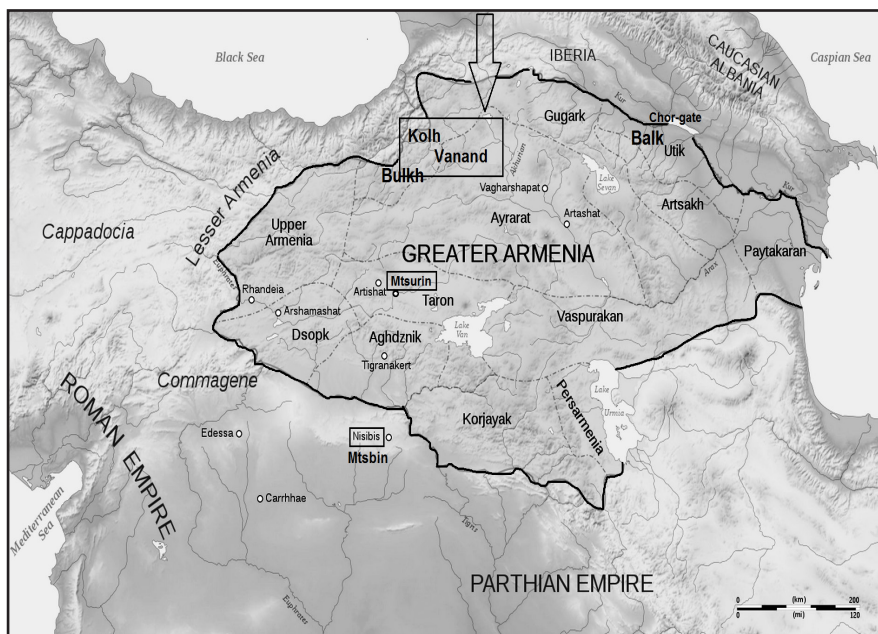 Black Sea
IBERIA
CAUCASIAN
ALBANIA
Caspian Sea
Kur
Gugark
Chor-gate
Kolh
Balk
Vanand
Akhurian
Utik
Bulkh
Lesser Armenia
Lake
Sevan
Vagharshapat
Kur
Artsakh
Cappadocia
Upper
Armenia
Ayrarat
Artashat
GREATER ARMENIA
Paytakaran
Euphrates
Arax
Mtsurin
Rhandeia
Artishat
Taron
Arshamashat
Vaspurakan
Dsopk
Aghdznik
Lake
Van
Tigranakert
Commagene
Lake
Urmia
Persarmenia
ROMAN EMPIRE
Korjayak
Edessa
Nisibis
Mtsbin
Carrhae
Mediterranean
Sea
Tigris
Euphrates
PARTHIAN EMPIRE
0 (km) 200
0 (mi) 120